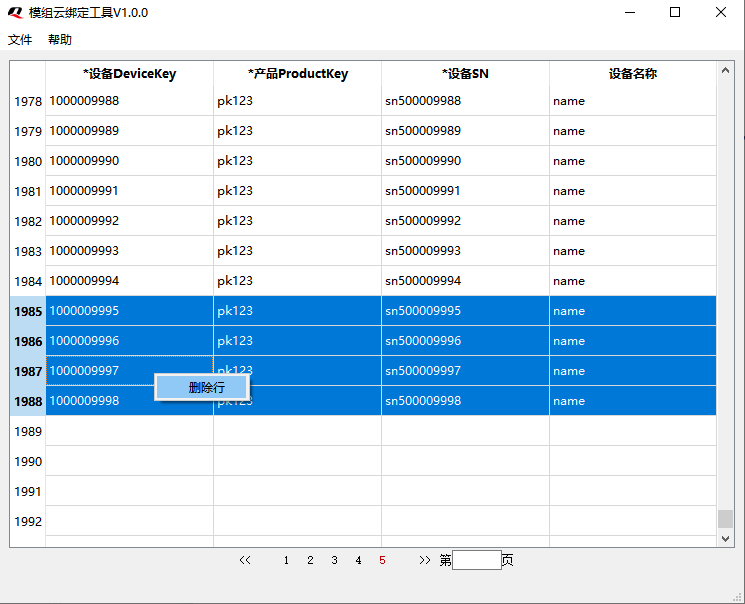 模组云绑定工具V1.0.0
文件 帮助
*设备DeviceKey *产品ProductKey *设备SN 设备名称
1978 1000009988 pk123 sn500009988 name
1979 1000009989 pk123 sn500009989 name
1980 1000009990 pk123 sn500009990 name
1981 1000009991 pk123 sn500009991 name
1982 1000009992 pk123 sn500009992 name
1983 1000009993 pk123 sn500009993 name
1984 1000009994 pk123 sn500009994 name
1985 1000009995 pk123 sn500009995 name
1986 1000009996 pk123 sn500009996 name
1987 1000009997 pk123 sn500009997 name
删除行
1988 1000009998 pk123 sn500009998 name
1989
1990
1991
1992
<< 1 2 3 4 5 >> 第 页